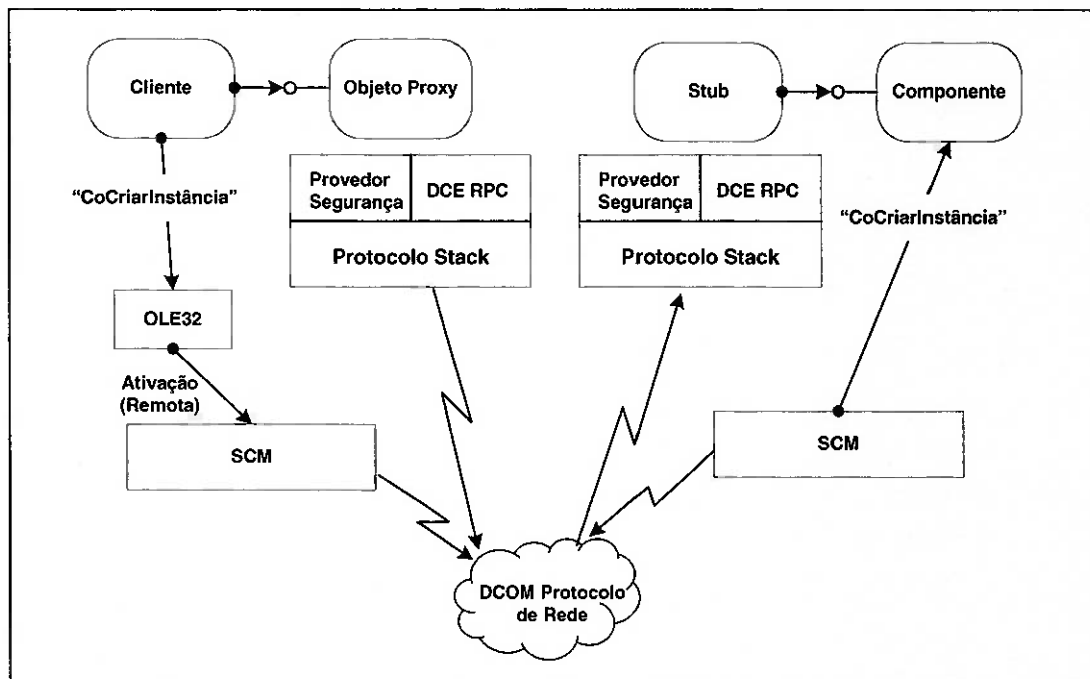 Cliente
Objeto Proxy
Stub
Componente
Provedor
Segurança
DCE RPC
Protocolo Stack
Provedor
Segurança
DCE RPC
Protocolo Stack
“CoCriarInstância”
“CoCriarInstância”
OLE32
Ativação
(Remota)
SCM
SCM
DCOM Protocolo
de Rede